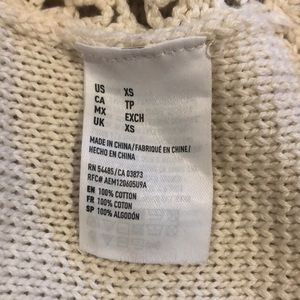 US XS
CA TP
MX EXCH
UK XS
MADE IN CHINA/FABRIQUÉ EN CHINE/
HECHO EN CHINA
RN 54485/CA 03873
RFC# AEM120605U9A
EN 100% COTTON
FR 100% COTON
SP 100% ALGODÓN